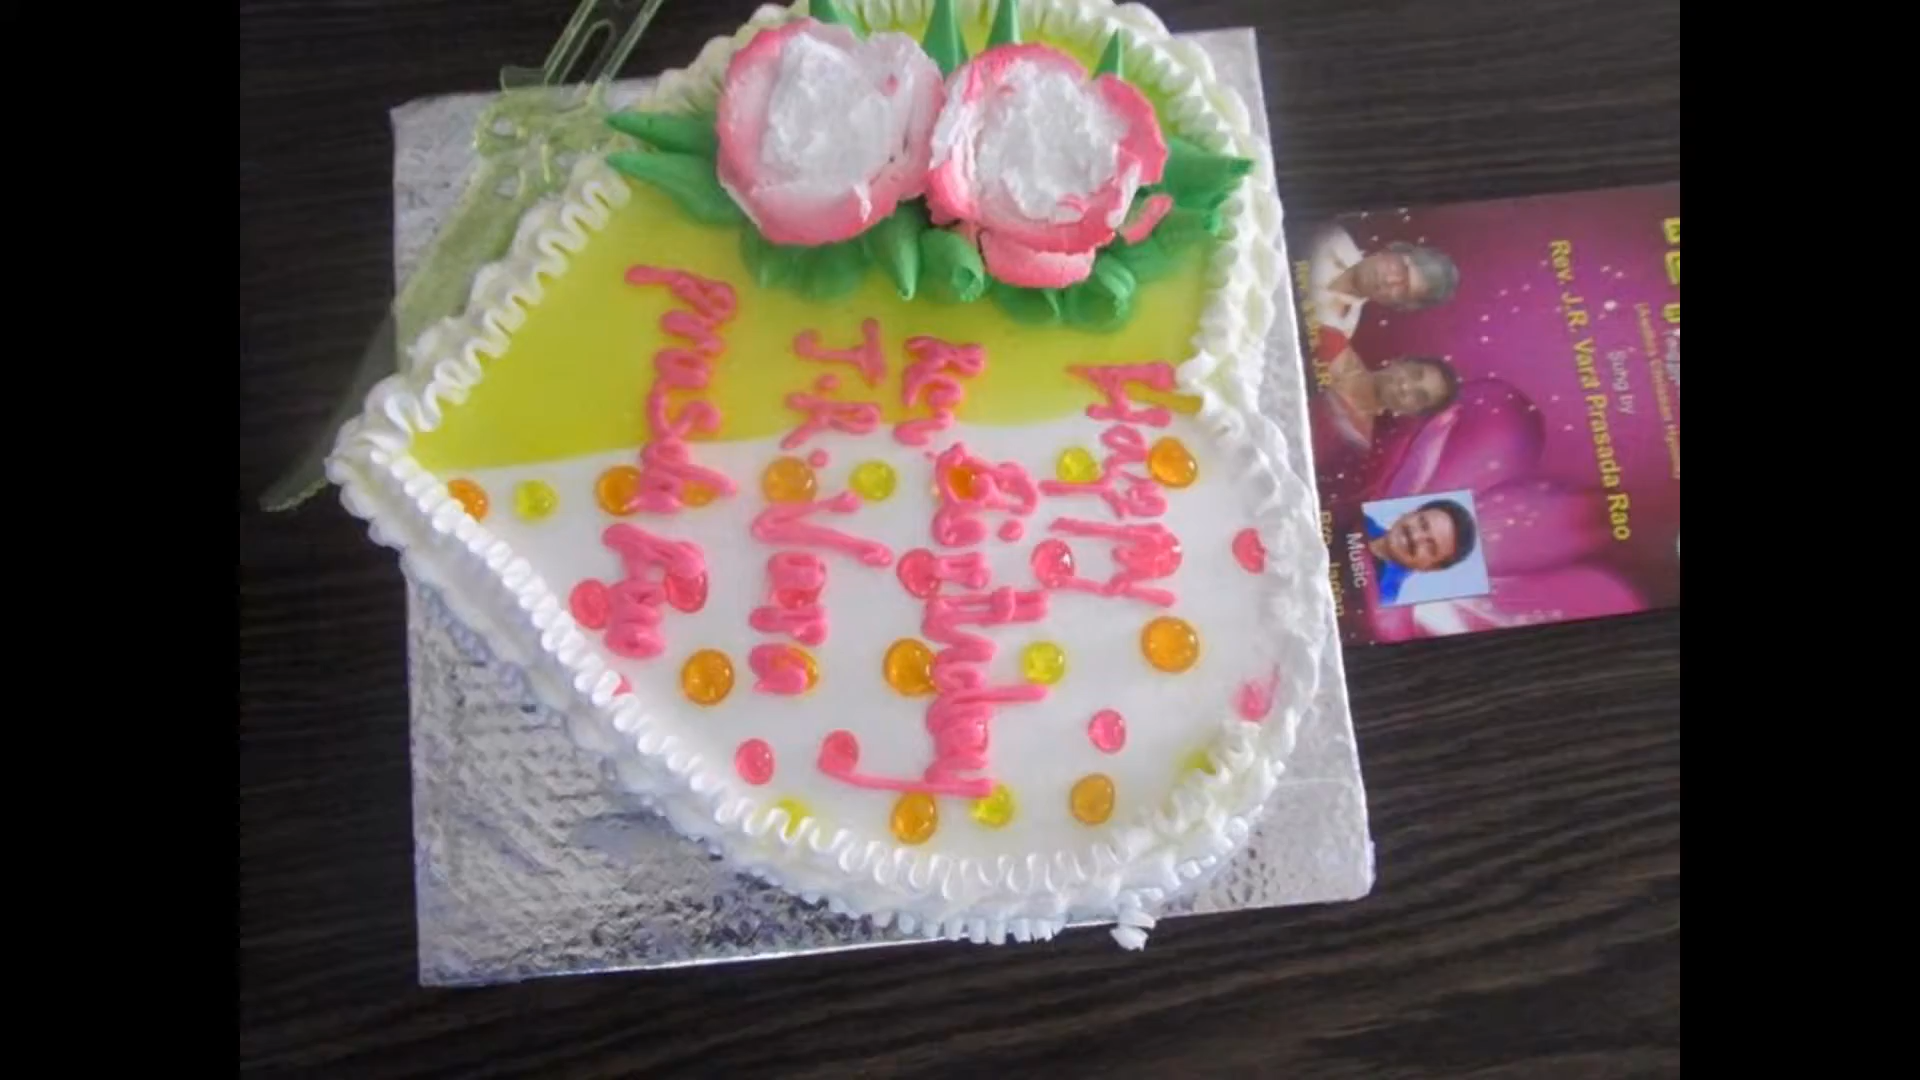 Happy
Rev. Birthday
J.R. Vara
Prasada Rao
Rev. J.R. Vara Prasada Rao
Sung by
Music